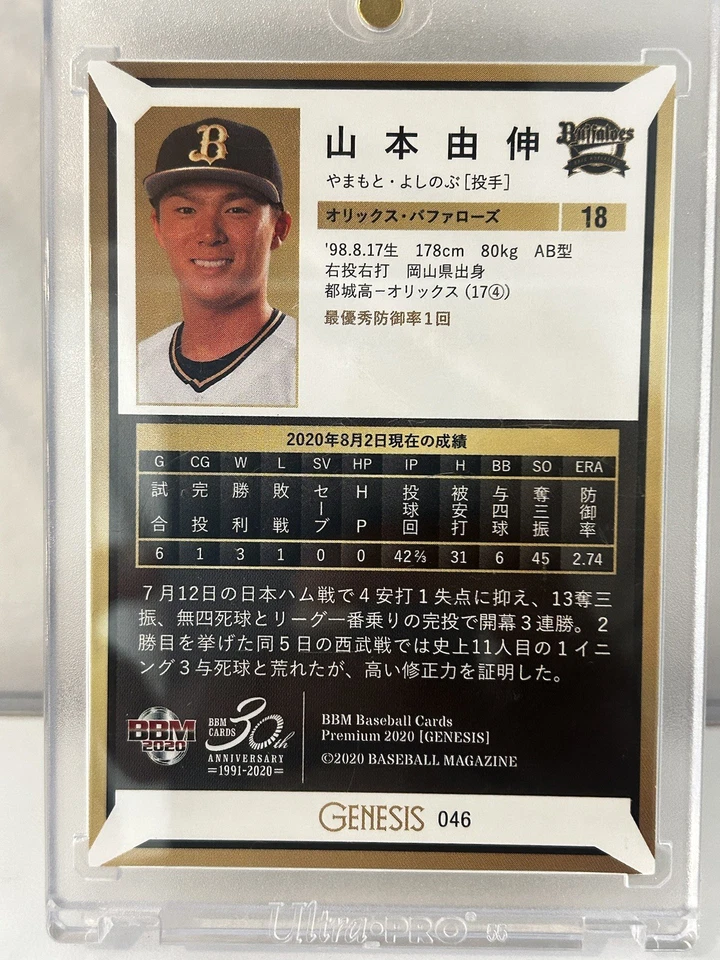 B
山本由伸
Buffaloes
やまもと・よしのぶ[投手]
オリックス・バファローズ 18
'98.8.17生 178cm 80kg AB型
右投右打 岡山県出身
都城高－オリックス (17④)
最優秀防御率1回
2020年8月2日現在の成績
G CG W L SV HP IP H BB SO ERA
試合 完投 勝利 敗戦 セーブ HP 投球回 被安打 与四球 奪三振 防御率
6 1 3 1 0 0 42⅔ 31 6 45 2.74
7月12日の日本ハム戦で4安打1失点に抑え、13奪三
振、無四死球とリーグ一番乗りの完投で開幕3連勝。2
勝目を挙げた同5日の西武戦では史上11人目の1イニ
ング3与死球と荒れたが、高い修正力を証明した。
BBM
2020
BBM
CARDS
30th
ANNIVERSARY
=1991-2020=
BBM Baseball Cards
Premium 2020 [GENESIS]
©2020 BASEBALL MAGAZINE
GENESIS 046
Ultra•PRO®